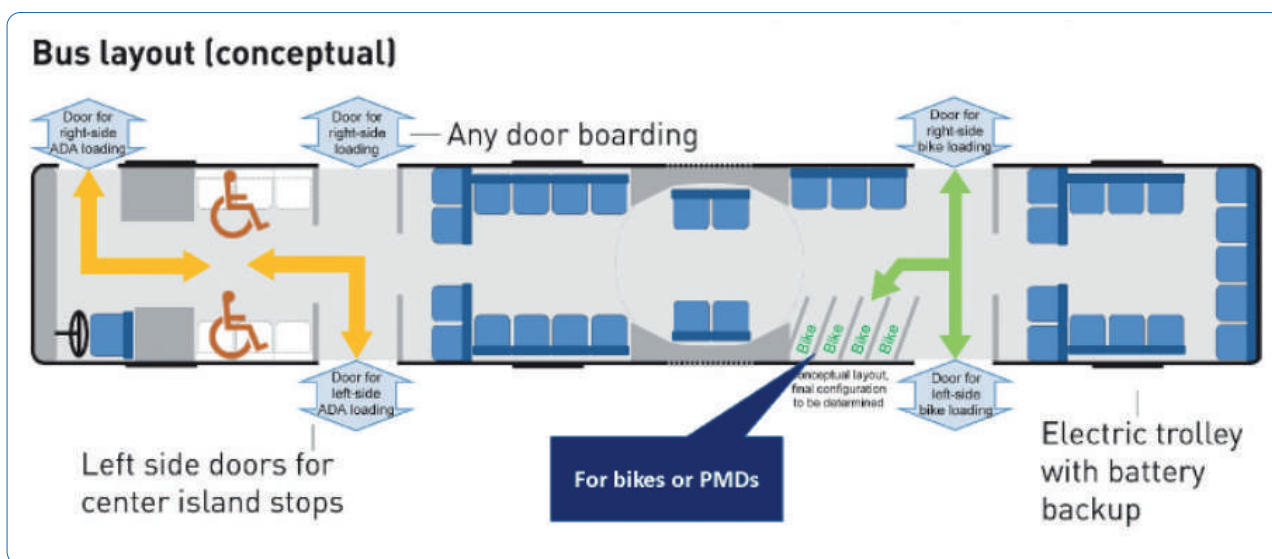 Bus layout (conceptual)
Door for
right-side
ADA loading
Door for
right-side
loading
Any door boarding
Door for
right-side
bike loading
Bike
Bike
Bike
Bike
Door for
left-side
ADA loading
conceptual layout,
final configuration
to be determined
Door for
left-side
bike loading
Left side doors for
center island stops
For bikes or PMDs
Electric trolley
with battery
backup